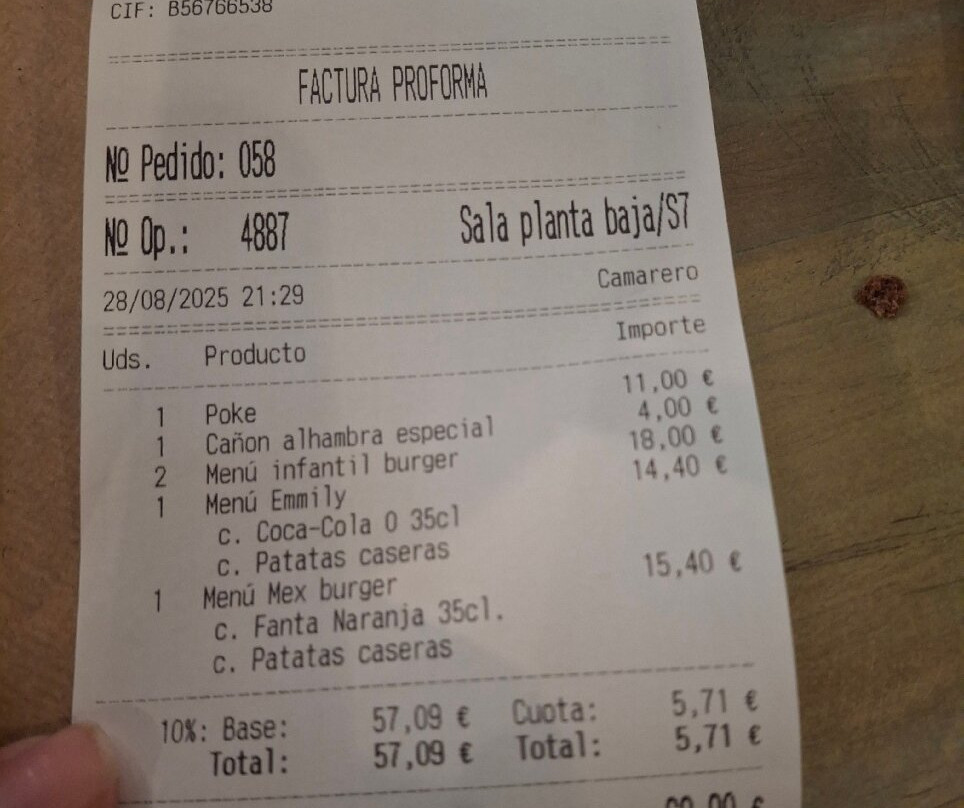 CIF: B56766538
FACTURA PROFORMA
Nº Pedido: 058
Nº Op.: 4887 Sala planta baja/S7
28/08/2025 21:29 Camarero
Uds. Producto Importe
1 Poke 11,00 €
1 Cañon alhambra especial 4,00 €
2 Menú infantil burger 18,00 €
1 Menú Emmily 14,40 €
c. Coca-Cola 0 35cl
c. Patatas caseras
1 Menú Mex burger 15,40 €
c. Fanta Naranja 35cl.
c. Patatas caseras
10%: Base: 57,09 € Cuota: 5,71 €
Total: 57,09 € Total: 5,71 €